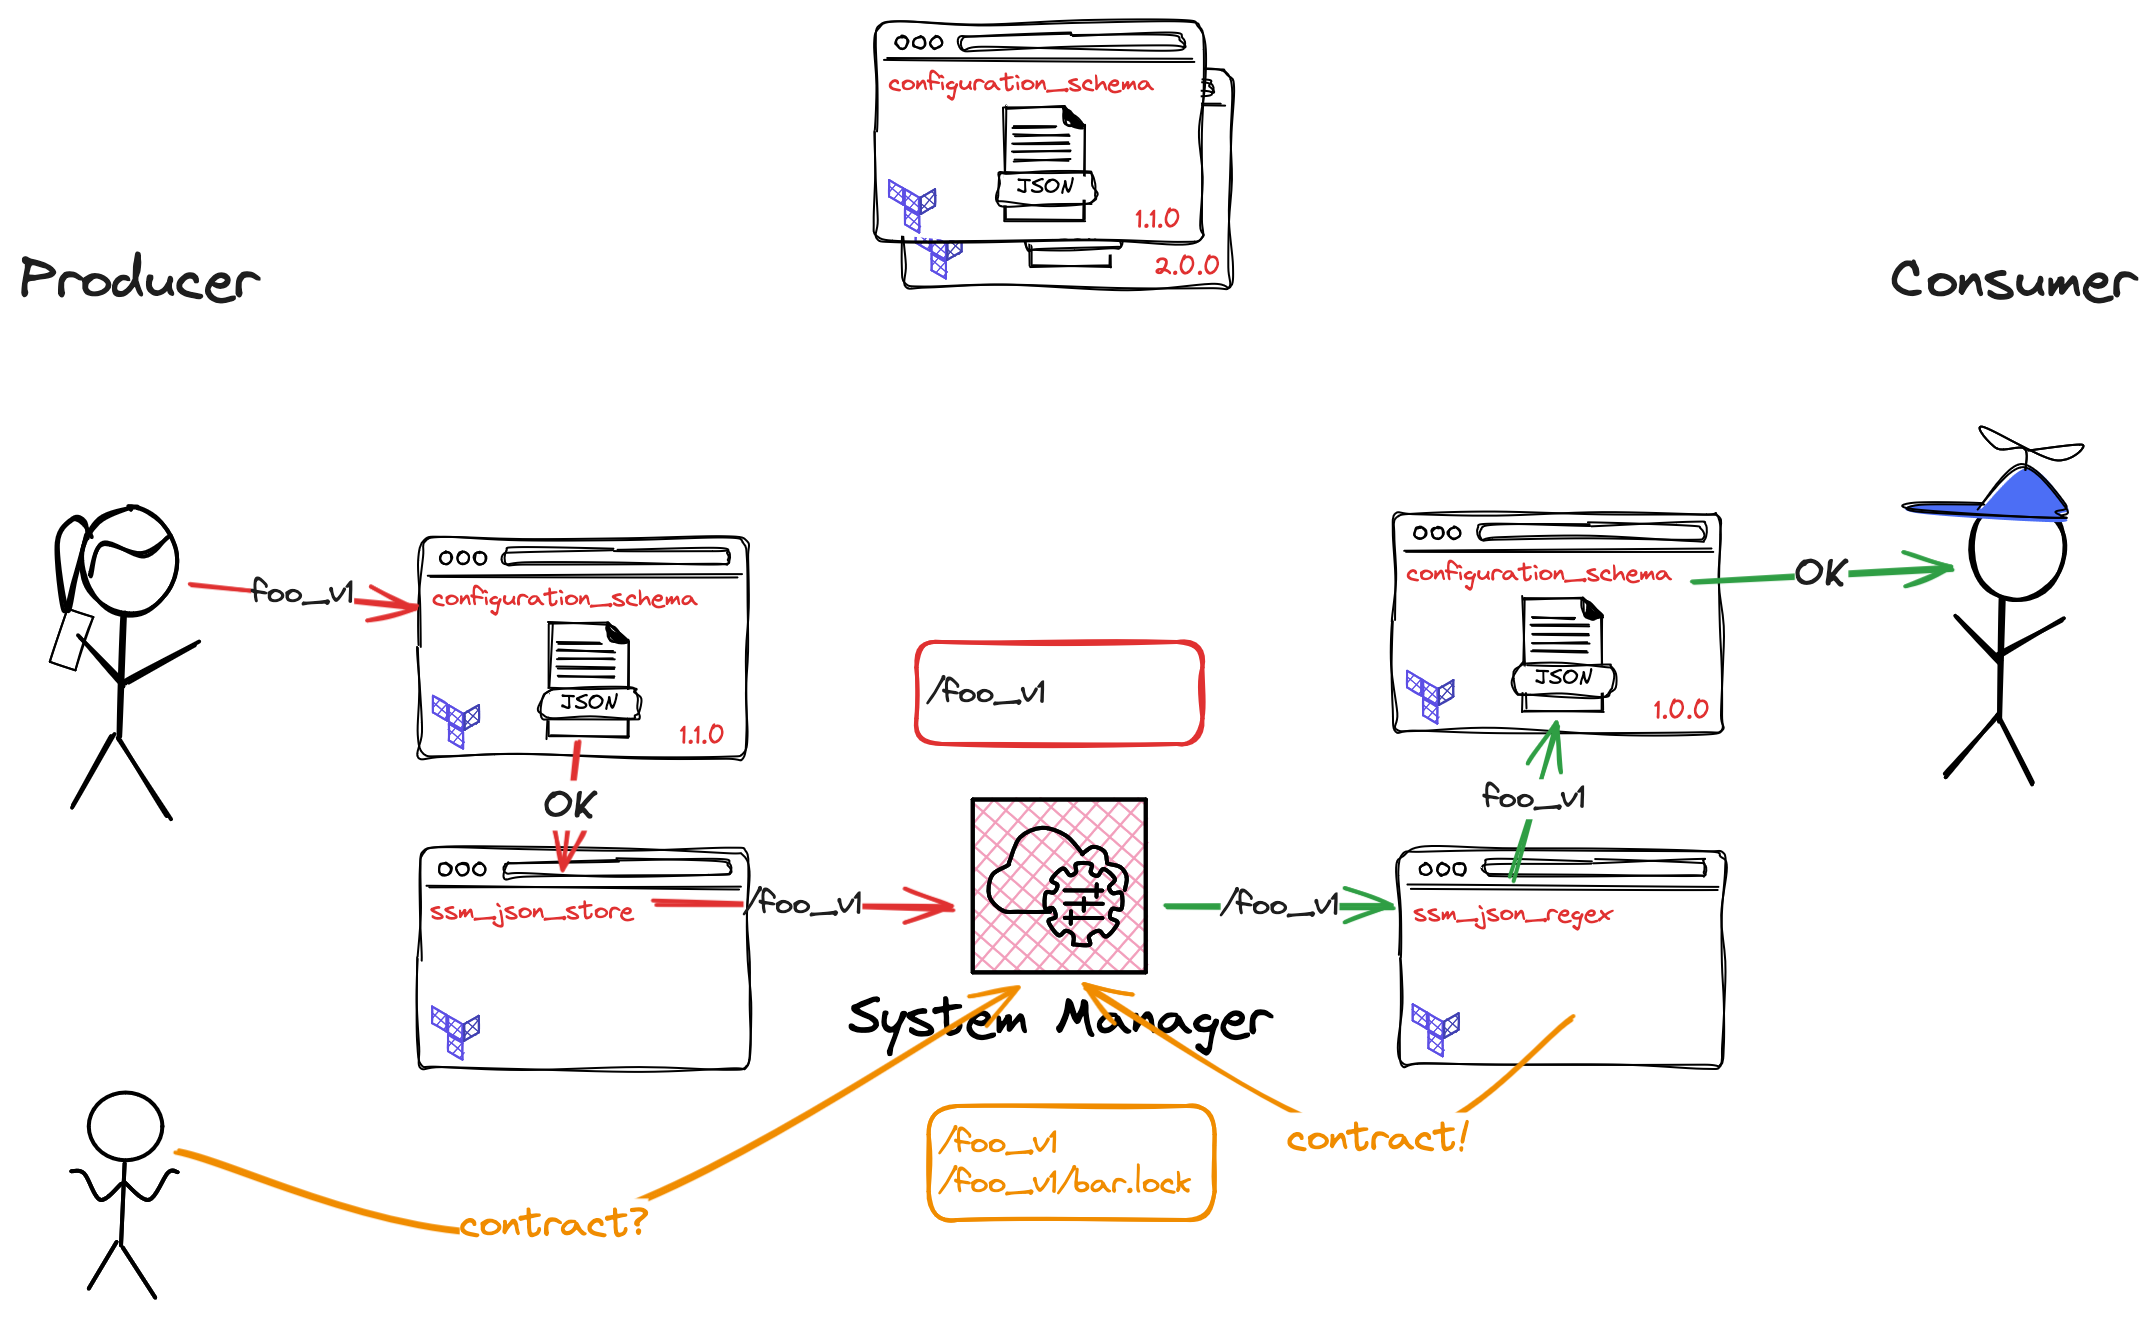 configuration_schema
JSON
1.1.0
2.0.0
Producer
Consumer
foo_v1
configuration_schema
JSON
1.1.0
OK
ssm_json_store
/foo_v1
/foo_v1
System Manager
/foo_v1
ssm_json_regex
foo_v1
configuration_schema
JSON
1.0.0
OK
contract?
/foo_v1
/foo_v1/bar.lock
contract!